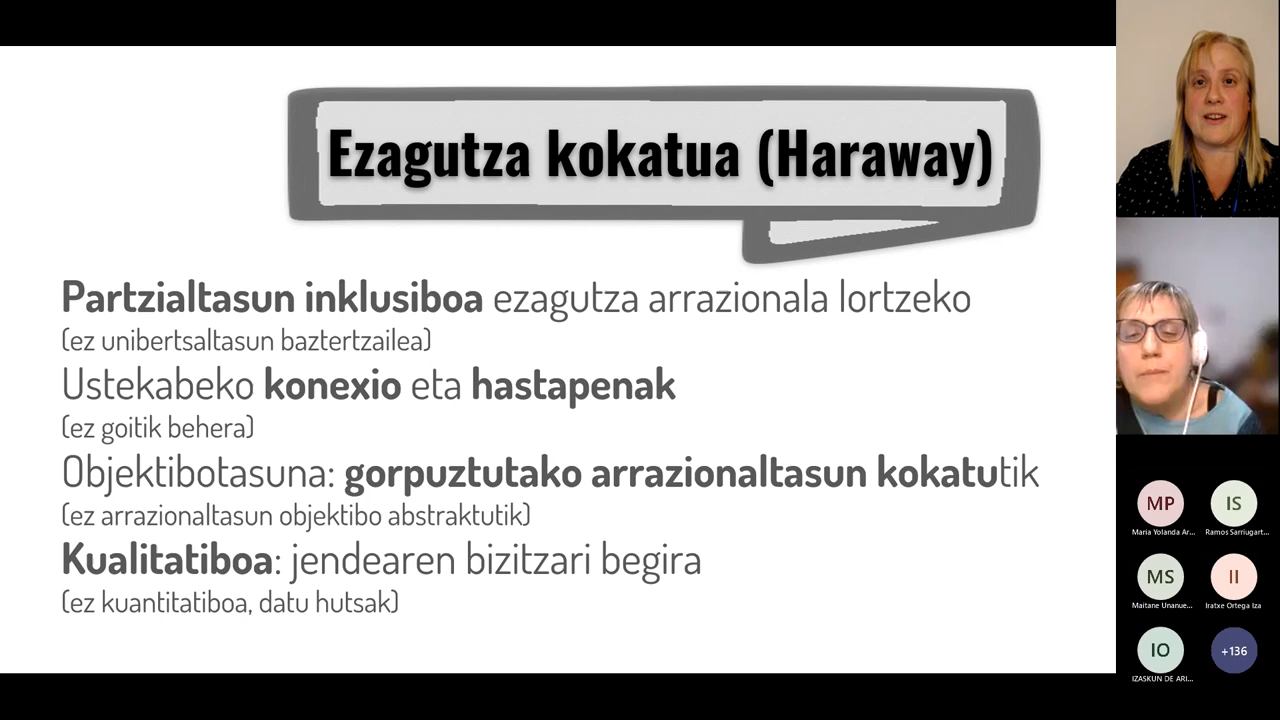 Ezagutza kokatua (Haraway)
Partzialtasun inklusiboa ezagutza arrazionala lortzeko
(ez unibertsaltasun baztertzailea)
Ustekabeko konexio eta hastapenak
(ez goitik behera)
Objektibotasuna: gorpuztutako arrazionaltasun kokatutik
(ez arrazionaltasun objektibo abstraktutik)
Kualitatiboa: jendearen bizitzari begira
(ez kuantitatiboa, datu hutsak)
MP IS
Maria Yolanda Ar... Ramos Sarriugart...
MS II
Maitane Unanue... Iratxe Ortega Iza
IO +136
IZASKUN DE ARI...